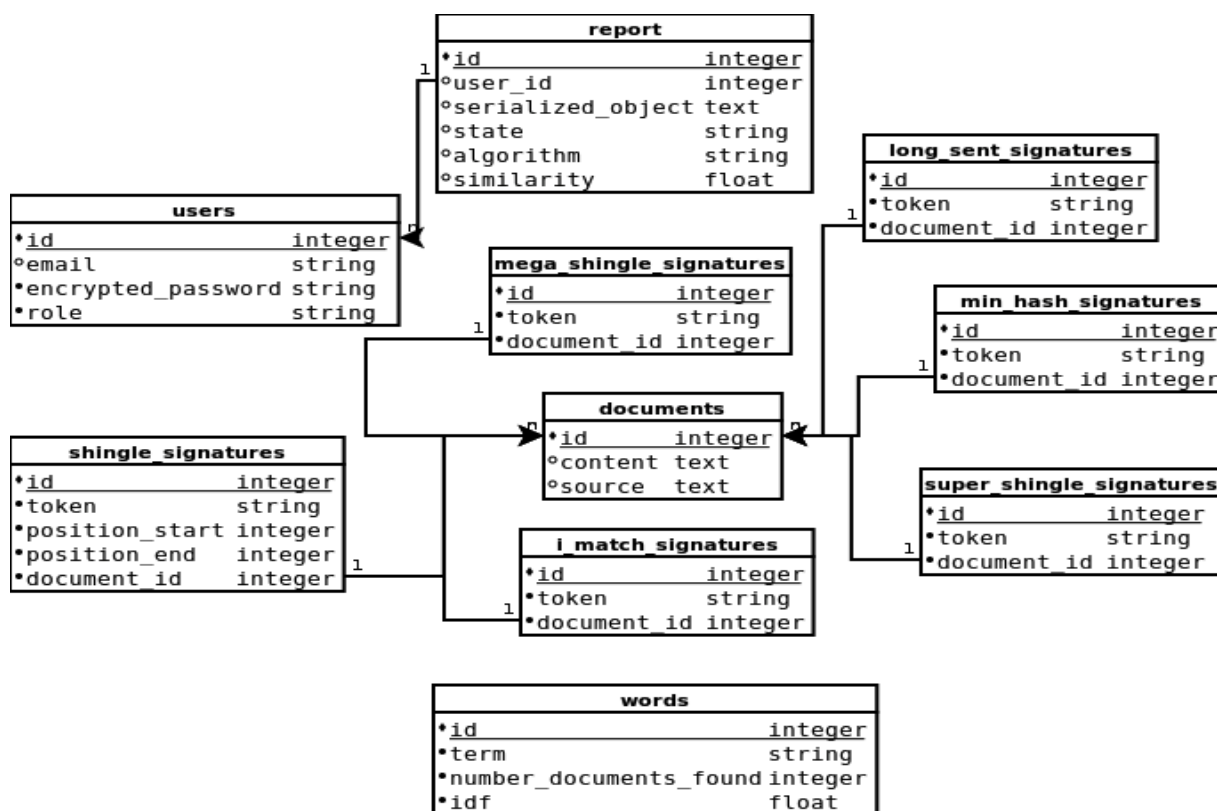 report
id integer
user_id integer
serialized_object text
state string
algorithm string
similarity float
1
n
users
id integer
email string
encrypted_password string
role string
long_sent_signatures
id integer
token string
document_id integer
1
mega_shingle_signatures
id integer
token string
document_id integer
1
min_hash_signatures
id integer
token string
document_id integer
1
documents
id integer
content text
source text
n
n
shingle_signatures
id integer
token string
position_start integer
position_end integer
document_id integer
1
super_shingle_signatures
id integer
token string
document_id integer
1
i_match_signatures
id integer
token string
document_id integer
1
words
id integer
term string
number_documents_found integer
idf float